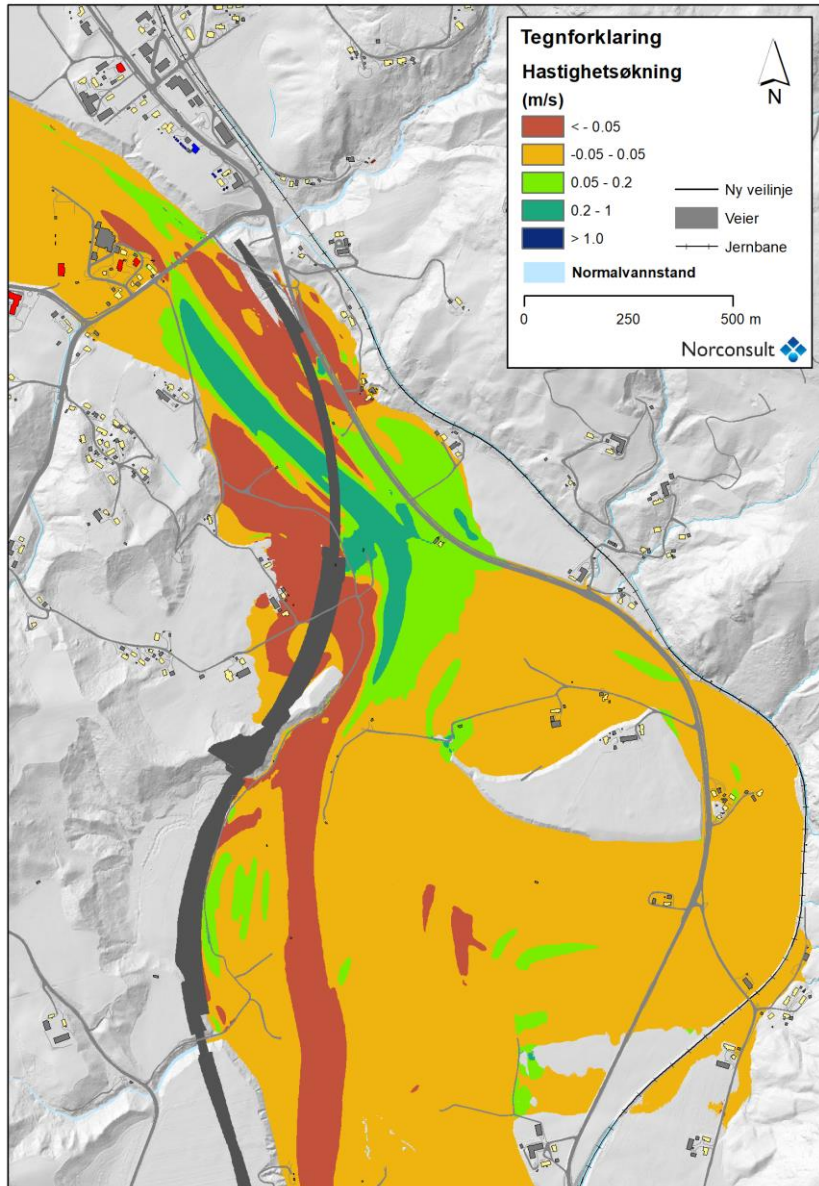 Tegnforklaring
Hastighetsøkning
(m/s)
< - 0.05
-0.05 - 0.05
0.05 - 0.2
0.2 - 1
> 1.0
Normalvannstand
Ny veilinje
Veier
Jernbane
N
0 250 500 m
Norconsult